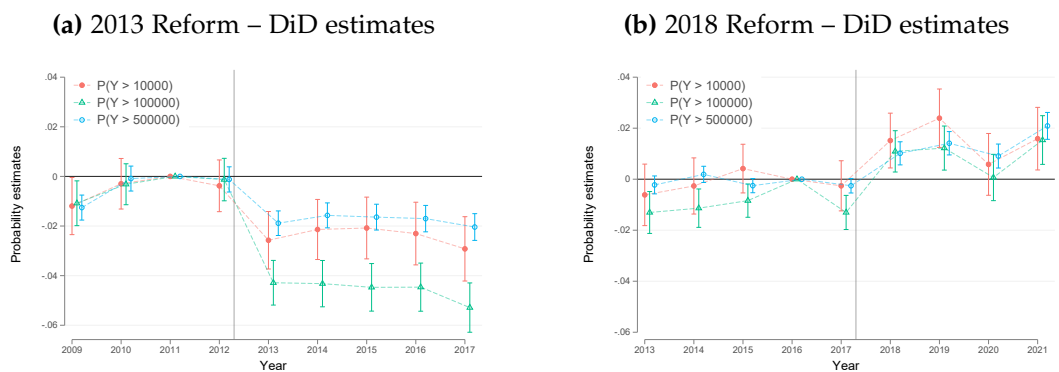 (a) 2013 Reform – DiD estimates
.04
.02
0
-.02
-.04
-.06
Probability estimates
P(Y > 10000)
P(Y > 100000)
P(Y > 500000)
2009 2010 2011 2012 2013 2014 2015 2016 2017
Year
(b) 2018 Reform – DiD estimates
.04
.02
0
-.02
-.04
-.06
Probability estimates
P(Y > 10000)
P(Y > 100000)
P(Y > 500000)
2013 2014 2015 2016 2017 2018 2019 2020 2021
Year